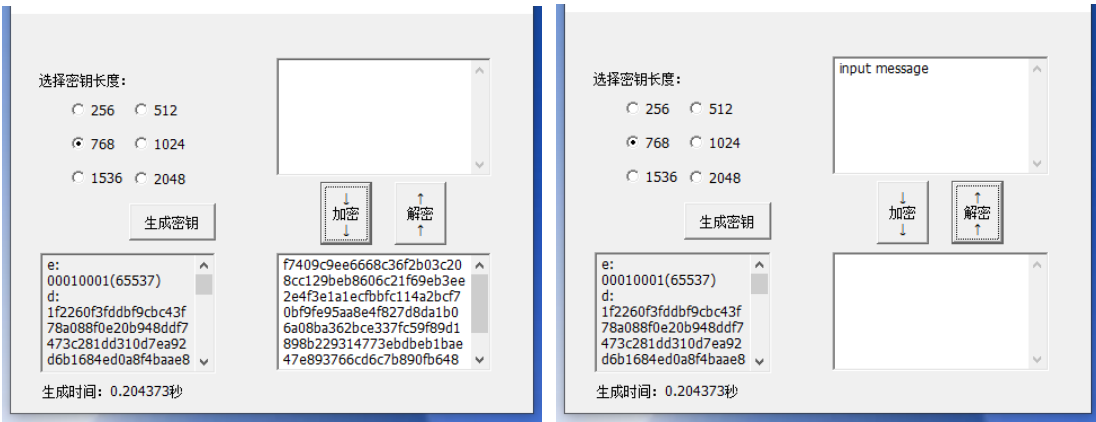 选择密钥长度：
256 512
768 1024
1536 2048
生成密钥
↓
加密
↓
↑
解密
↑
e:
00010001(65537)
d:
1f2260f3fddbf9cbc43f
78a088f0e20b948ddf7
473c281dd310d7ea92
d6b1684ed0a8f4baae8
f7409c9ee6668c36f2b03c20
8cc129beb8606c21f69eb3ee
2e4f3e1a1ecfbbfc114a2bcf7
0bf9fe95aa8e4f827d8da1b0
6a08ba362bce337fc59f89d1
898b229314773ebdbeb1bae
47e893766cd6c7b890fb648
生成时间：0.204373秒
选择密钥长度：
256 512
768 1024
1536 2048
生成密钥
input message
↓
加密
↓
↑
解密
↑
e:
00010001(65537)
d:
1f2260f3fddbf9cbc43f
78a088f0e20b948ddf7
473c281dd310d7ea92
d6b1684ed0a8f4baae8
生成时间：0.204373秒